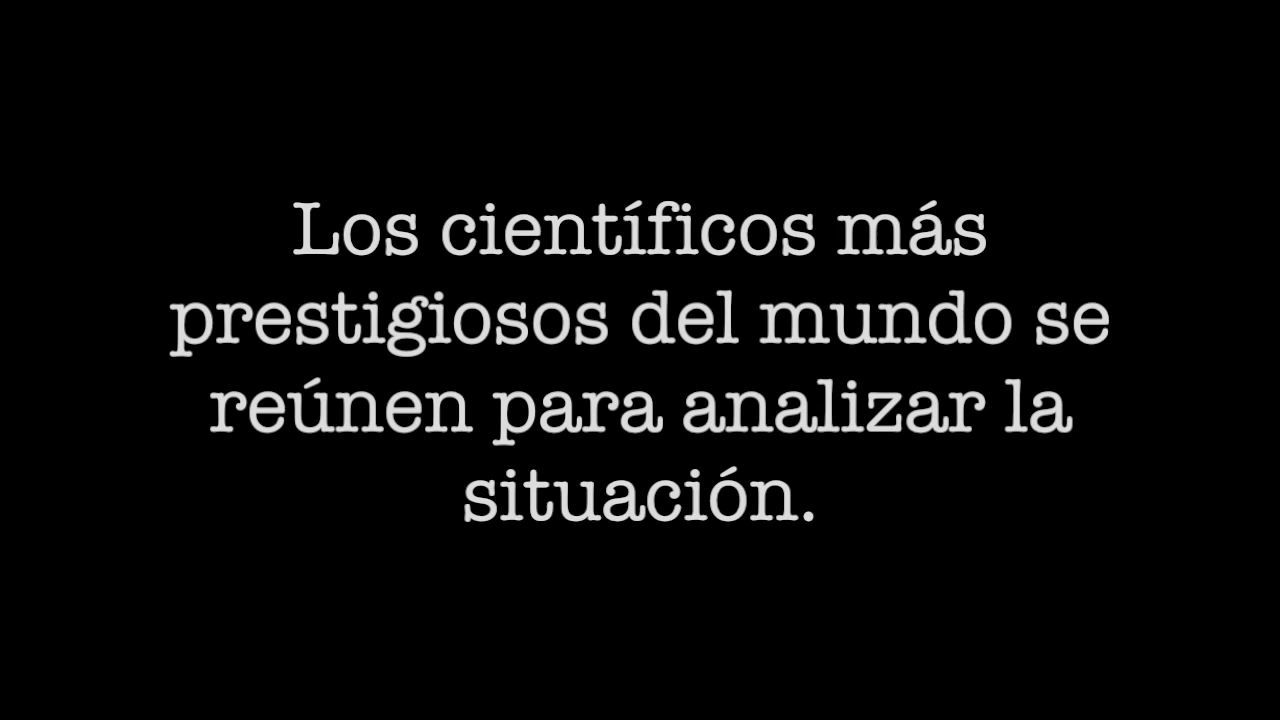 Los científicos más
prestigiosos del mundo se
reúnen para analizar la
situación.